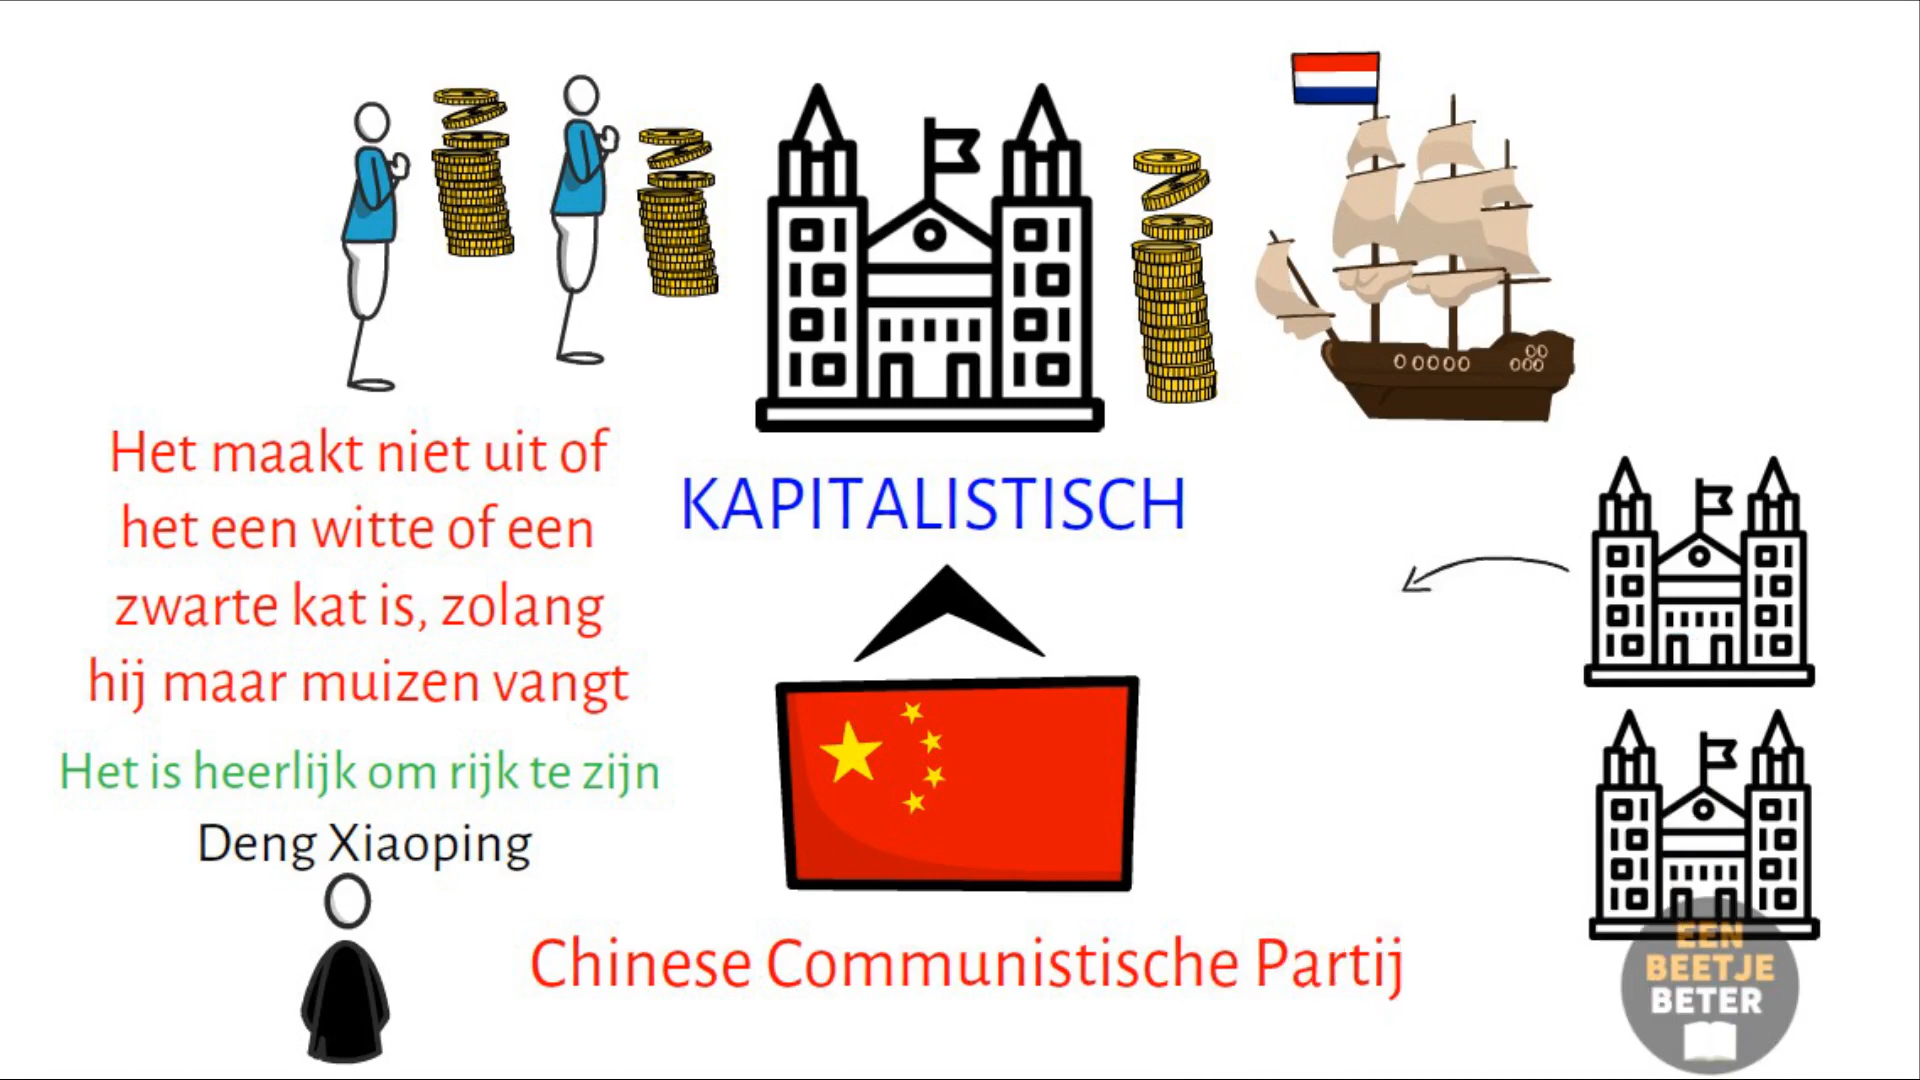 Het maakt niet uit of
het een witte of een
zwarte kat is, zolang
hij maar muizen vangt
Het is heerlijk om rijk te zijn
Deng Xiaoping
KAPITALISTISCH
Chinese Communistische Partij
EEN
BEETJE
BETER